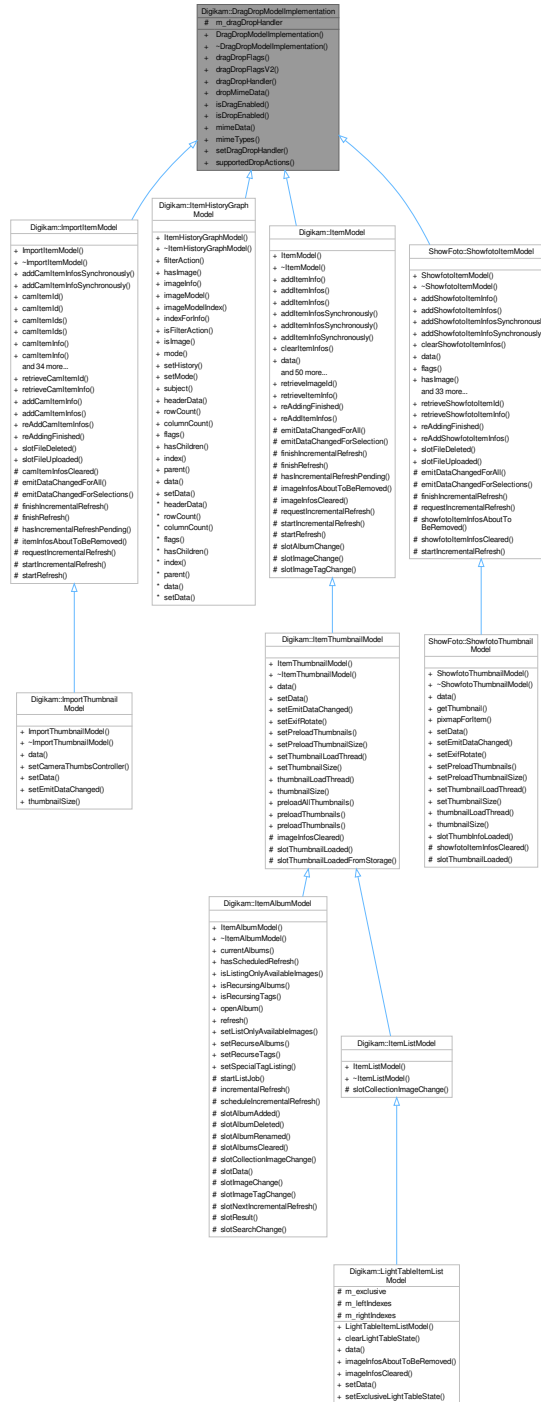 Digikam::DragDropModelImplementation
# m_dragDropHandler
+ DragDropModelImplementation()
+ ~DragDropModelImplementation()
+ dragDropFlags()
+ dragDropFlagsV2()
+ dragDropHandler()
+ dropMimeData()
+ isDragEnabled()
+ isDropEnabled()
+ mimeData()
+ mimeTypes()
+ setDragDropHandler()
+ supportedDropActions()
Digikam::ImportItemModel
+ ImportItemModel()
+ ~ImportItemModel()
+ addCamItemInfosSynchronously()
+ addCamItemInfoSynchronously()
+ camItemId()
+ camItemId()
+ camItemIds()
+ camItemIds()
+ camItemInfo()
+ camItemInfo()
and 34 more...
+ retrieveCamItemId()
+ retrieveCamItemInfo()
+ addCamItemInfo()
+ addCamItemInfos()
+ reAddCamItemInfos()
+ reAddingFinished()
+ slotFileDeleted()
+ slotFileUploaded()
# camItemInfosCleared()
# emitDataChangedForAll()
# emitDataChangedForSelections()
# finishIncrementalRefresh()
# finishRefresh()
# hasIncrementalRefreshPending()
# itemInfosAboutToBeRemoved()
# requestIncrementalRefresh()
# startIncrementalRefresh()
# startRefresh()
Digikam::ItemHistoryGraph
Model
+ ItemHistoryGraphModel()
+ ~ItemHistoryGraphModel()
+ filterAction()
+ hasImage()
+ imageInfo()
+ imageModel()
+ imageModelIndex()
+ indexForInfo()
+ isFilterAction()
+ isImage()
+ mode()
+ setHistory()
+ setMode()
+ subject()
+ headerData()
+ rowCount()
+ columnCount()
+ flags()
+ hasChildren()
+ index()
+ parent()
+ data()
+ setData()
* headerData()
* rowCount()
* columnCount()
* flags()
* hasChildren()
* index()
* parent()
* data()
* setData()
Digikam::ItemModel
+ ItemModel()
+ ~ItemModel()
+ addItemInfo()
+ addItemInfos()
+ addItemInfos()
+ addItemInfosSynchronously()
+ addItemInfosSynchronously()
+ addItemInfoSynchronously()
+ clearItemInfos()
+ data()
and 50 more...
+ retrieveImageId()
+ retrieveItemInfo()
+ reAddingFinished()
+ reAddItemInfos()
# emitDataChangedForAll()
# emitDataChangedForSelection()
# finishIncrementalRefresh()
# finishRefresh()
# hasIncrementalRefreshPending()
# imageInfosAboutToBeRemoved()
# imageInfosCleared()
# requestIncrementalRefresh()
# startIncrementalRefresh()
# startRefresh()
# slotAlbumChange()
# slotImageChange()
# slotImageTagChange()
ShowFoto::ShowfotoItemModel
+ ShowfotoItemModel()
+ ~ShowfotoItemModel()
+ addShowfotoItemInfo()
+ addShowfotoItemInfos()
+ addShowfotoItemInfosSynchronously()
+ addShowfotoItemInfoSynchronously()
+ clearShowfotoItemInfos()
+ data()
+ flags()
+ hasImage()
and 33 more...
+ retrieveShowfotoItemId()
+ retrieveShowfotoItemInfo()
+ reAddingFinished()
+ reAddShowfotoItemInfos()
+ slotFileDeleted()
+ slotFileUploaded()
# emitDataChangedForAll()
# emitDataChangedForSelections()
# finishIncrementalRefresh()
# requestIncrementalRefresh()
# showfotoItemInfosAboutTo
BeRemoved()
# showfotoItemInfosCleared()
# startIncrementalRefresh()
Digikam::ImportThumbnail
Model
+ ImportThumbnailModel()
+ ~ImportThumbnailModel()
+ data()
+ setCameraThumbsController()
+ setData()
+ setEmitDataChanged()
+ thumbnailSize()
Digikam::ItemThumbnailModel
+ ItemThumbnailModel()
+ ~ItemThumbnailModel()
+ data()
+ setData()
+ setEmitDataChanged()
+ setExifRotate()
+ setPreloadThumbnails()
+ setPreloadThumbnailSize()
+ setThumbnailLoadThread()
+ setThumbnailSize()
+ thumbnailLoadThread()
+ thumbnailSize()
+ preloadAllThumbnails()
+ preloadThumbnails()
+ preloadThumbnails()
# imageInfosCleared()
# slotThumbnailLoaded()
# slotThumbnailLoadedFromStorage()
ShowFoto::ShowfotoThumbnail
Model
+ ShowfotoThumbnailModel()
+ ~ShowfotoThumbnailModel()
+ data()
+ getThumbnail()
+ pixmapForItem()
+ setData()
+ setEmitDataChanged()
+ setExifRotate()
+ setPreloadThumbnails()
+ setPreloadThumbnailSize()
+ setThumbnailLoadThread()
+ setThumbnailSize()
+ thumbnailLoadThread()
+ thumbnailSize()
+ slotThumbInfoLoaded()
# showfotoItemInfosCleared()
# slotThumbnailLoaded()
Digikam::ItemAlbumModel
+ ItemAlbumModel()
+ ~ItemAlbumModel()
+ currentAlbums()
+ hasScheduledRefresh()
+ isListingOnlyAvailableImages()
+ isRecursingAlbums()
+ isRecursingTags()
+ openAlbum()
+ refresh()
+ setListOnlyAvailableImages()
+ setRecurseAlbums()
+ setRecurseTags()
+ setSpecialTagListing()
# startListJob()
# incrementalRefresh()
# scheduleIncrementalRefresh()
# slotAlbumAdded()
# slotAlbumDeleted()
# slotAlbumRenamed()
# slotAlbumsCleared()
# slotCollectionImageChange()
# slotData()
# slotImageChange()
# slotImageTagChange()
# slotNextIncrementalRefresh()
# slotResult()
# slotSearchChange()
Digikam::ItemListModel
+ ItemListModel()
+ ~ItemListModel()
# slotCollectionImageChange()
Digikam::LightTableItemList
Model
# m_exclusive
# m_leftIndexes
# m_rightIndexes
+ LightTableItemListModel()
+ clearLightTableState()
+ data()
+ imageInfosAboutToBeRemoved()
+ imageInfosCleared()
+ setData()
+ setExclusiveLightTableState()